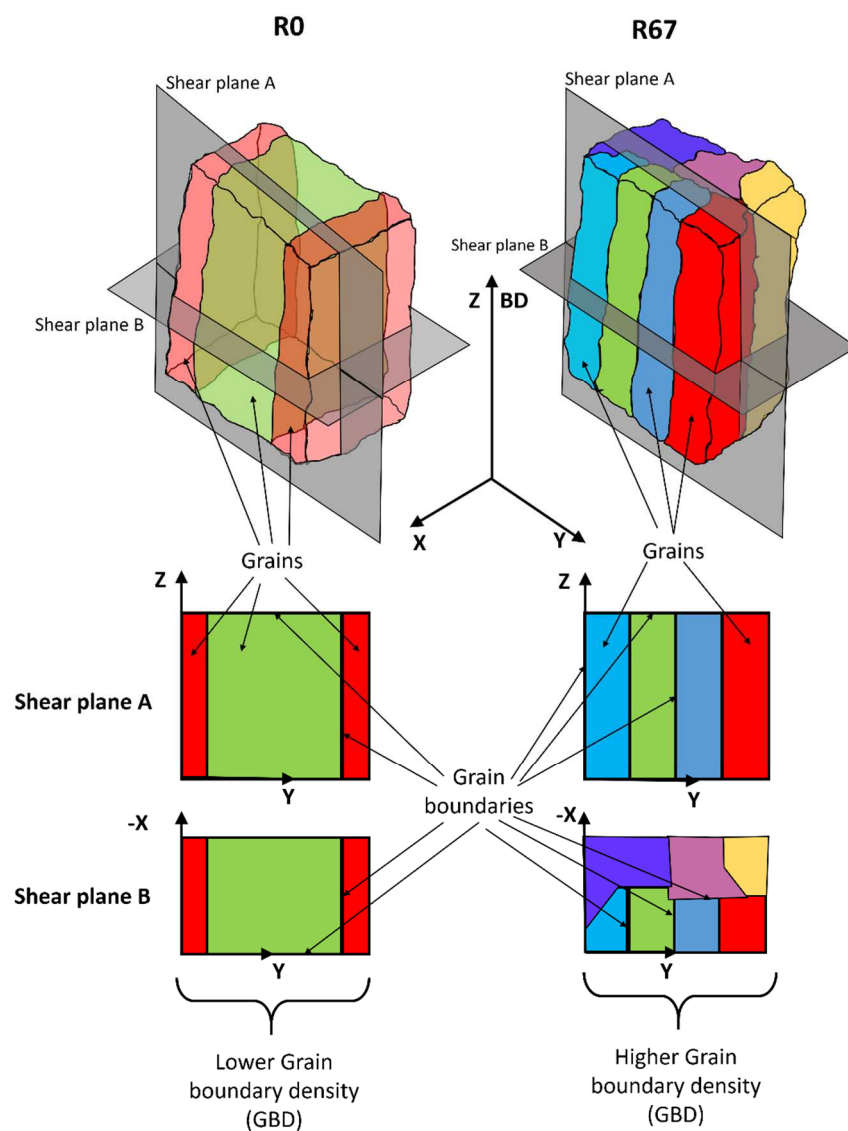 R0
R67
Shear plane A
Shear plane A
Shear plane B
Shear plane B
Z
BD
X
Y
Grains
Grains
Z
Z
Shear plane A
Y
Y
Grain
boundaries
-X
-X
Shear plane B
Y
Y
Lower Grain
boundary density
(GBD)
Higher Grain
boundary density
(GBD)